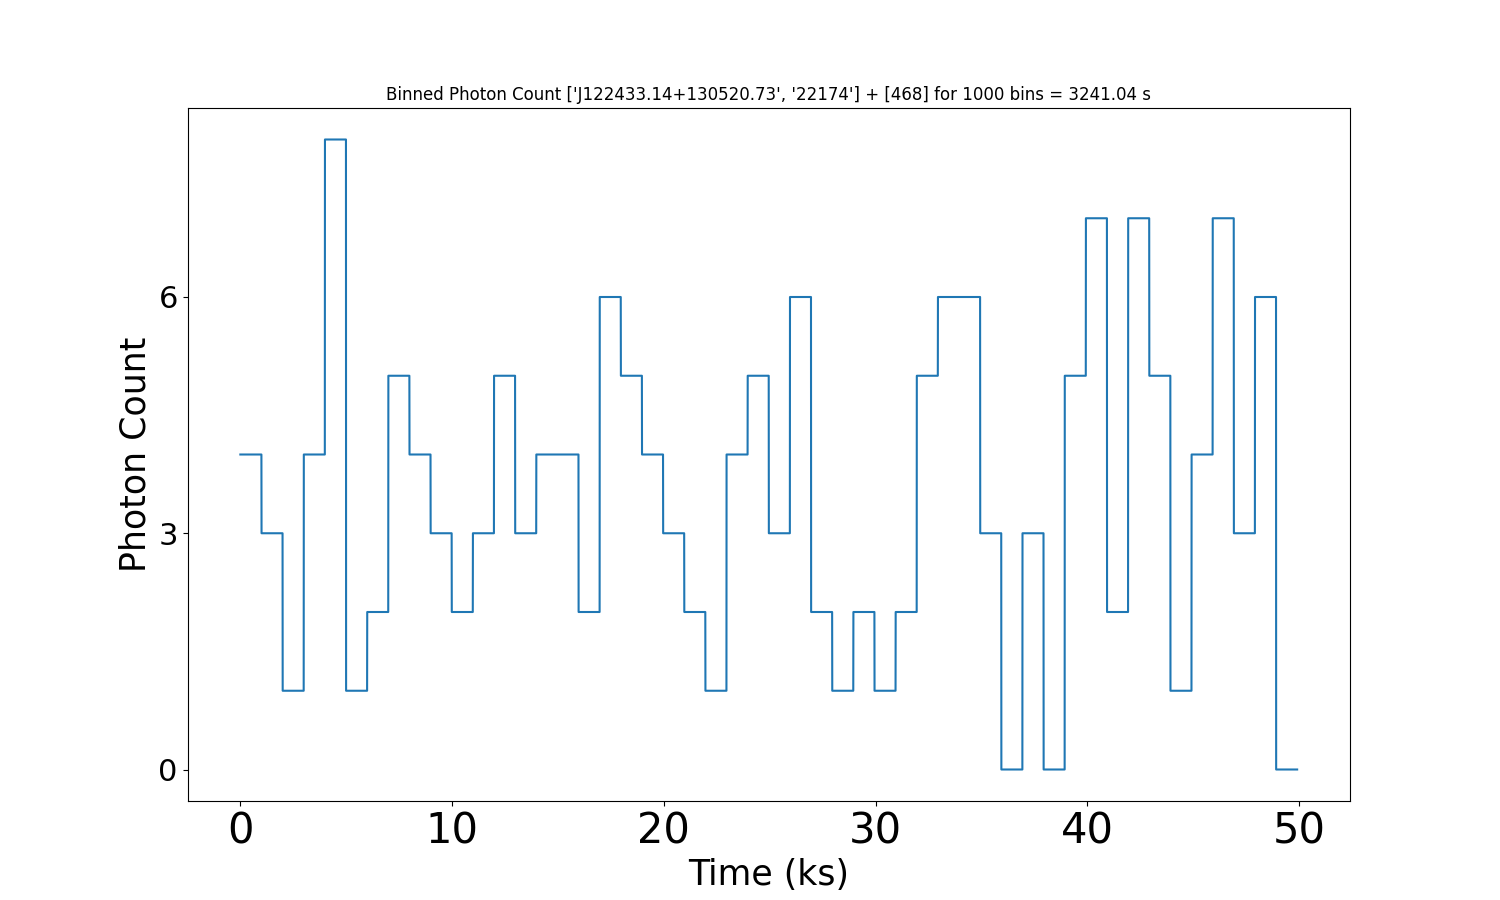 Binned Photon Count ['J122433.14+130520.73', '22174'] + [468] for 1000 bins = 3241.04 s
Photon Count
6
3
0
0 10 20 30 40 50
Time (ks)